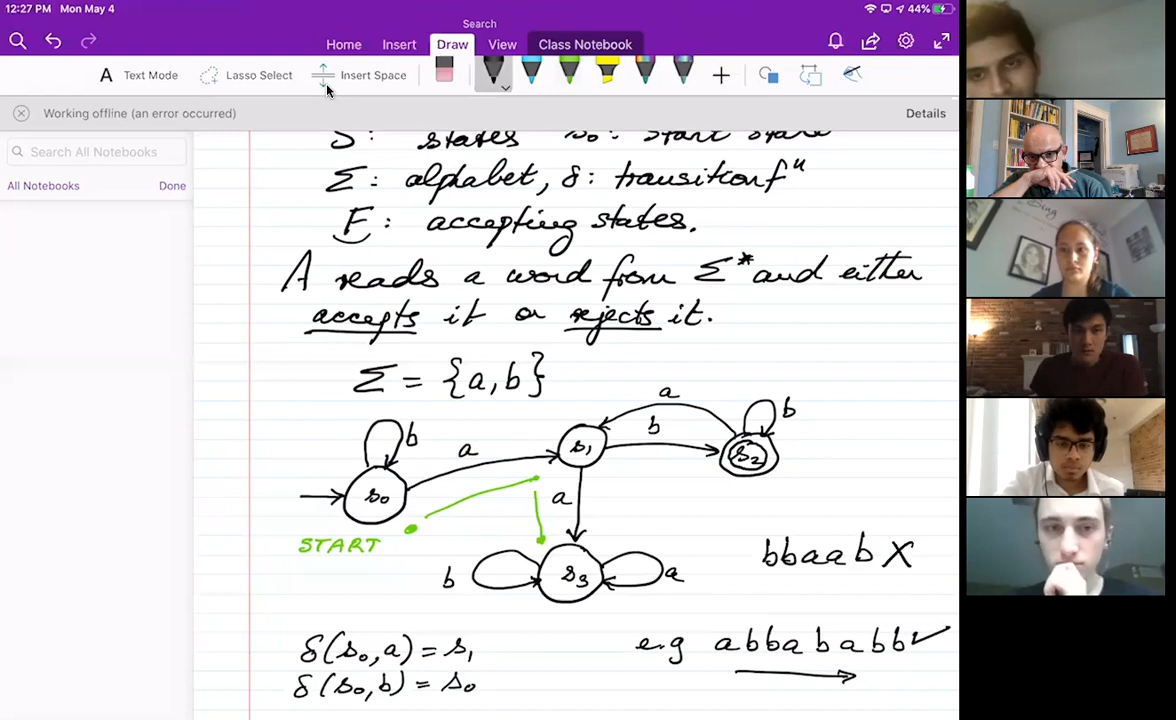 12:27 PM Mon May 4
44%
Search
Home Insert Draw View Class Notebook
A Text Mode Lasso Select Insert Space
Working offline (an error occurred) Details
Search All Notebooks
All Notebooks Done
S: states s₀: start state
Σ: alphabet, δ: transition fⁿ
F: accepting states.
A reads a word from Σ* and either
accepts it or rejects it.
Σ = {a,b}
b a s₀ START
a b b s₁ s₂
a b s₃ a
bbaab X
δ(s₀,a) = s₁
δ(s₀,b) = s₀
e.g abbababb ✓